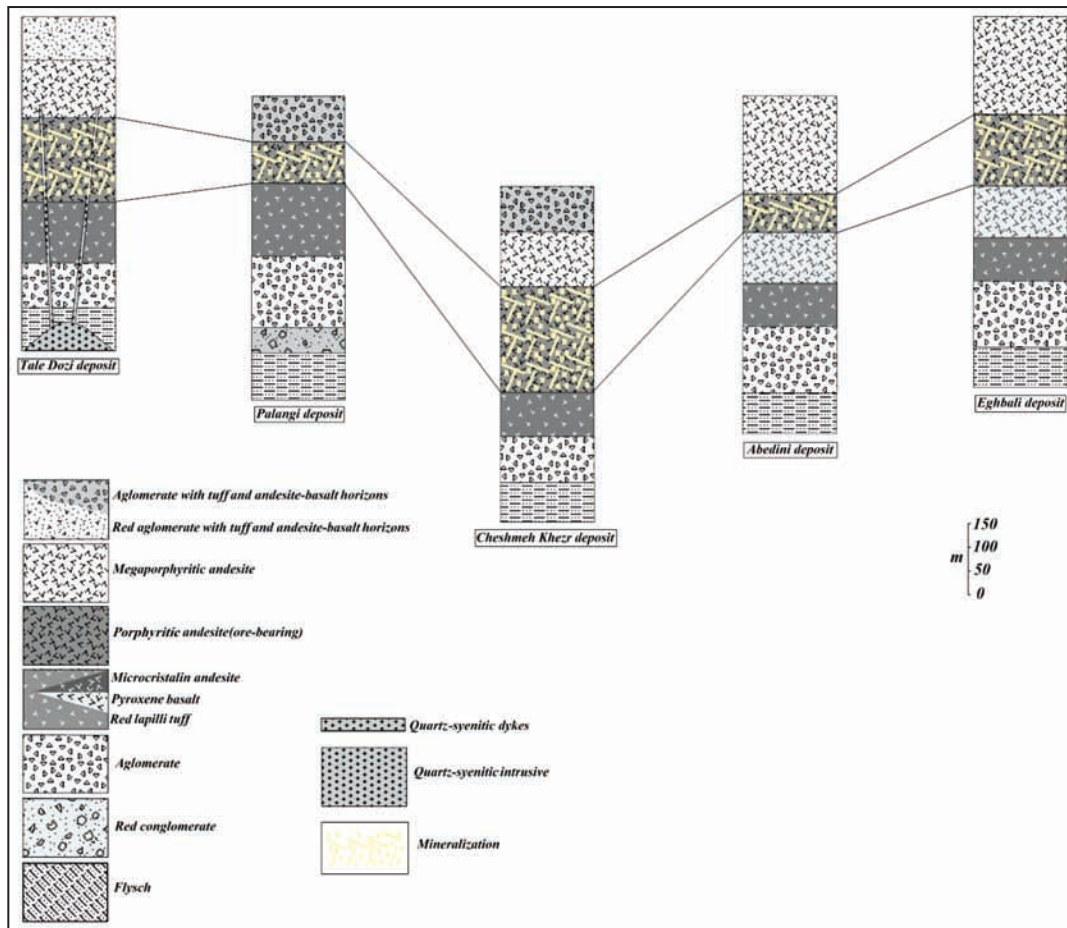 Tale Dozi deposit
Palangi deposit
Cheshmeh Khezr deposit
Abedini deposit
Eghbali deposit
Aglomerate with tuff and andesite-basalt horizons
Red aglomerate with tuff and andesite-basalt horizons
Megaporphyritic andesite
Porphyritic andesite(ore-bearing)
Microcristalin andesite
Pyroxene basalt
Red lapilli tuff
Aglomerate
Red conglomerate
Flysch
Quartz-syenitic dykes
Quartz-syenitic intrusive
Mineralization
m
150
100
50
0